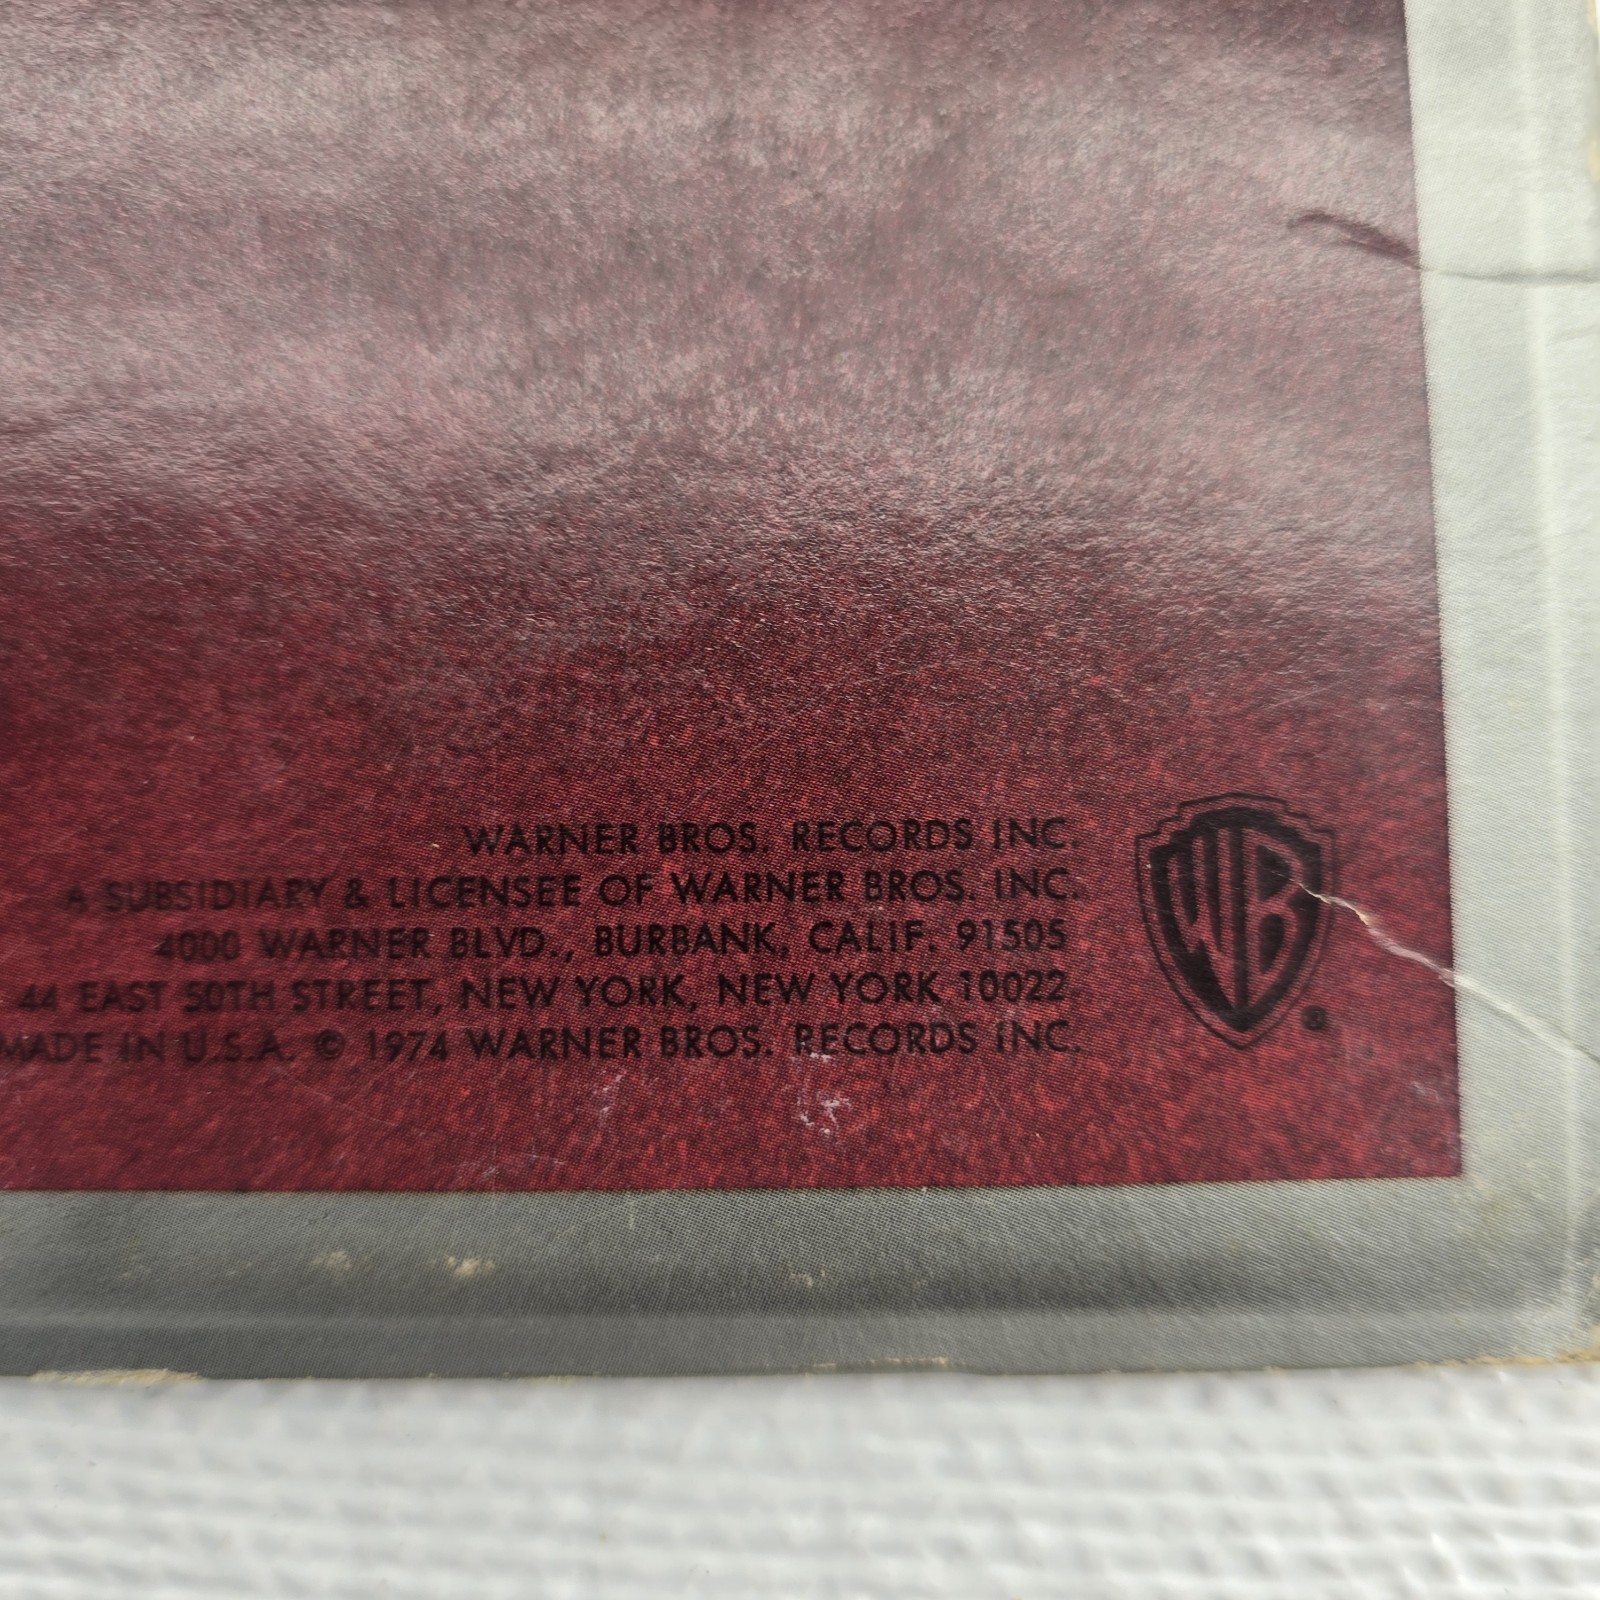 WARNER BROS. RECORDS INC.
A SUBSIDIARY & LICENSEE OF WARNER BROS. INC.
4000 WARNER BLVD., BURBANK, CALIF. 91505
44 EAST 50TH STREET, NEW YORK, NEW YORK 10022
MADE IN U.S.A. © 1974 WARNER BROS. RECORDS INC.
WB
®